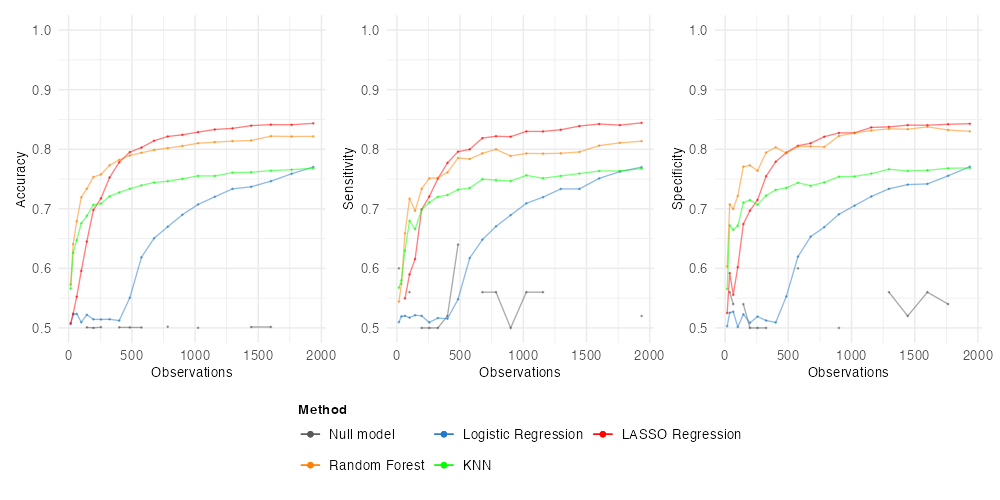 Accuracy
1.0
0.9
0.8
0.7
0.6
0.5
0 500 1000 1500 2000
Observations
Sensitivity
1.0
0.9
0.8
0.7
0.6
0.5
0 500 1000 1500 2000
Observations
Specificity
1.0
0.9
0.8
0.7
0.6
0.5
0 500 1000 1500 2000
Observations
Method
Null model Logistic Regression LASSO Regression
Random Forest KNN